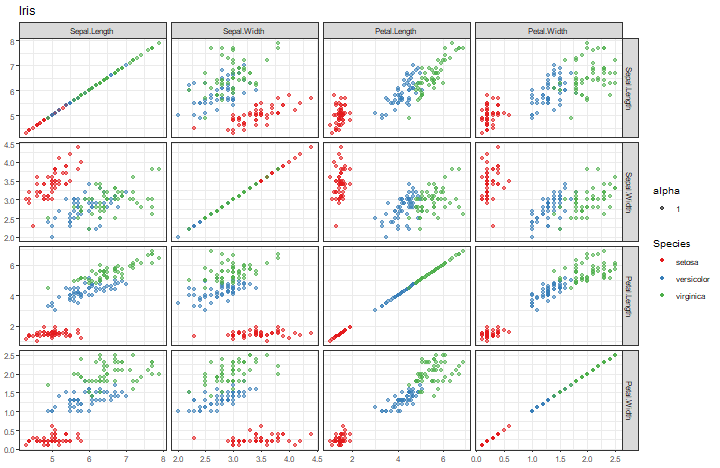 Iris
Sepal.Length Sepal.Width Petal.Length Petal.Width
8
7
6
5
Sepal.Length
4.5
4.0
3.5
3.0
2.5
2.0
Sepal.Width
6
4
2
Petal.Length
2.5
2.0
1.5
1.0
0.5
0.0
Petal.Width
5 6 7 8 2.0 2.5 3.0 3.5 4.0 4.5 2 4 6 0.0 0.5 1.0 1.5 2.0 2.5
alpha
1
Species
setosa
versicolor
virginica